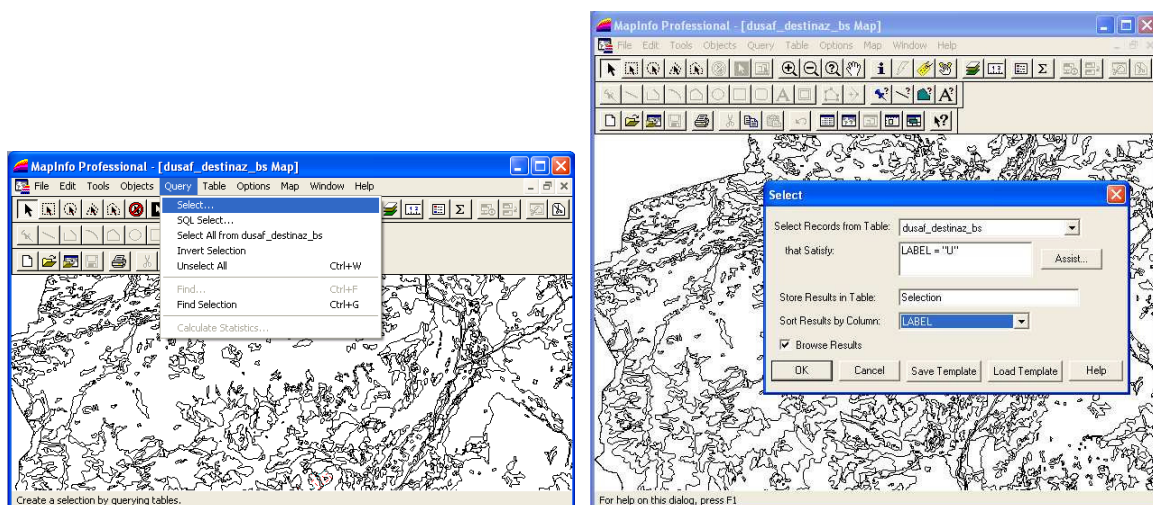 MapInfo Professional - [dusaf_destinaz_bs Map]
File Edit Tools Objects Query Table Options Map Window Help
Select...
SQL Select...
Select All from dusaf_destinaz_bs
Invert Selection
Unselect All Ctrl+W
Find... Ctrl+F
Find Selection Ctrl+G
Calculate Statistics...
Create a selection by querying tables.
MapInfo Professional - [dusaf_destinaz_bs Map]
File Edit Tools Objects Query Table Options Map Window Help
Select
Select Records from Table: dusaf_destinaz_bs
that Satisfy: LABEL = "U"
Assist...
Store Results in Table: Selection
Sort Results by Column: LABEL
Browse Results
OK Cancel Save Template Load Template Help
For help on this dialog, press F1